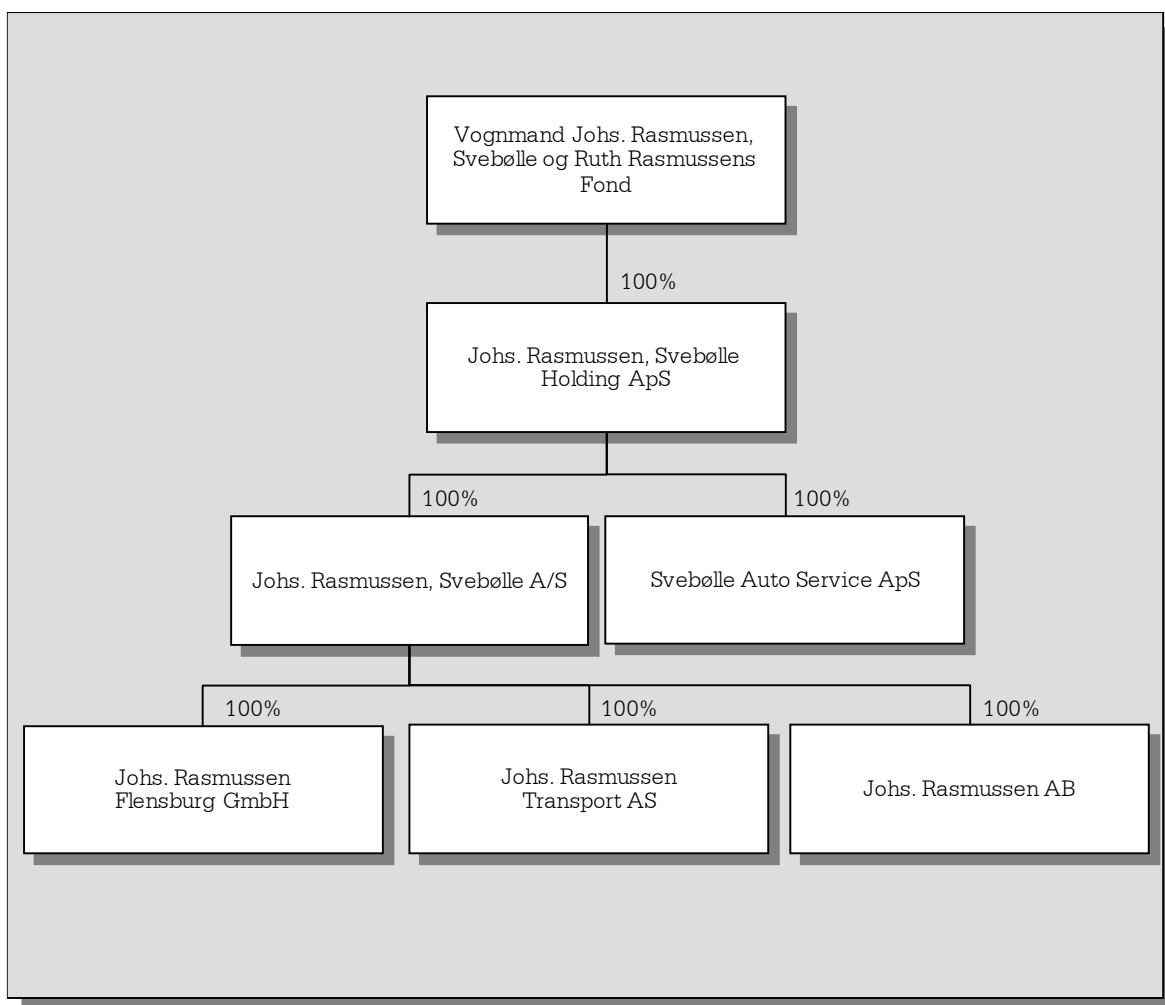 Vognmand Johs. Rasmussen,
Svebølle og Ruth Rasmussens
Fond
100%
Johs. Rasmussen, Svebølle
Holding ApS
100%
100%
Johs. Rasmussen, Svebølle A/S
Svebølle Auto Service ApS
100%
100%
100%
Johs. Rasmussen
Flensburg GmbH
Johs. Rasmussen
Transport AS
Johs. Rasmussen AB